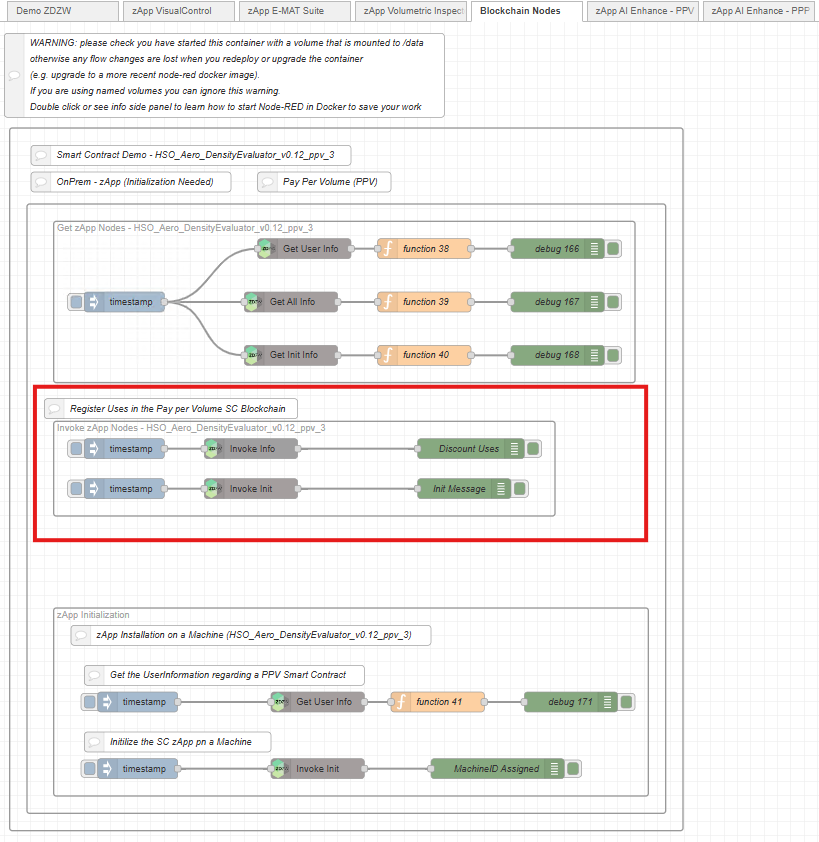 Demo ZDZW
zApp VisualControl
zApp E-MAT Suite
zApp Volumetric Inspect
Blockchain Nodes
zApp AI Enhance - PPV
zApp AI Enhance - PPP
WARNING: please check you have started this container with a volume that is mounted to /data
otherwise any flow changes are lost when you redeploy or upgrade the container
(e.g. upgrade to a more recent node-red docker image).
If you are using named volumes you can ignore this warning.
Double click or see info side panel to learn how to start Node-RED in Docker to save your work
Smart Contract Demo - HSO_Aero_DensityEvaluator_v0.12_ppv_3
OnPrem - zApp (Initialization Needed)
Pay Per Volume (PPV)
Get zApp Nodes - HSO_Aero_DensityEvaluator_v0.12_ppv_3
Get User Info
function 38
debug 166
timestamp
Get All Info
function 39
debug 167
Get Init Info
function 40
debug 168
Register Uses in the Pay per Volume SC Blockchain
Invoke zApp Nodes - HSO_Aero_DensityEvaluator_v0.12_ppv_3
timestamp
Invoke Info
Discount Uses
timestamp
Invoke Init
Init Message
zApp Initialization
zApp Installation on a Machine (HSO_Aero_DensityEvaluator_v0.12_ppv_3)
Get the UserInformation regarding a PPV Smart Contract
timestamp
Get User Info
function 41
debug 171
Initilize the SC zApp pn a Machine
timestamp
Invoke Init
MachineID Assigned